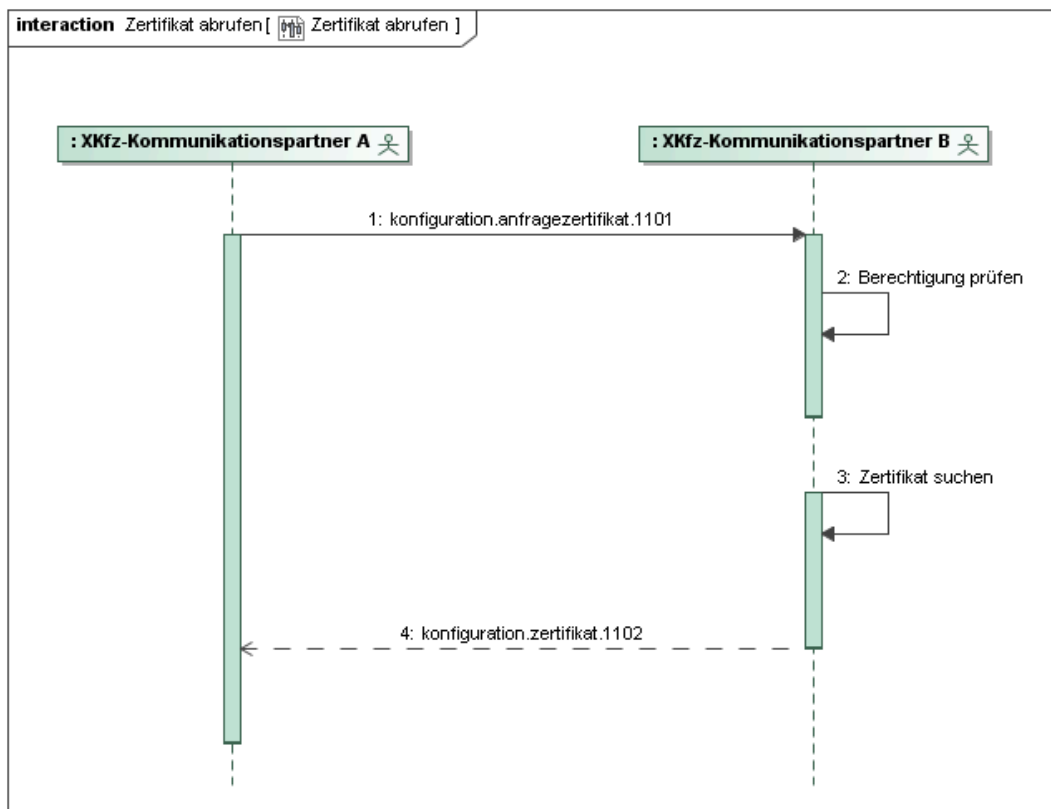 interaction Zertifikat abrufen [ Zertifikat abrufen ]
: XKfz-Kommunikationspartner A
: XKfz-Kommunikationspartner B
1: konfiguration.anfragezertifikat.1101
2: Berechtigung prüfen
3: Zertifikat suchen
4: konfiguration.zertifikat.1102